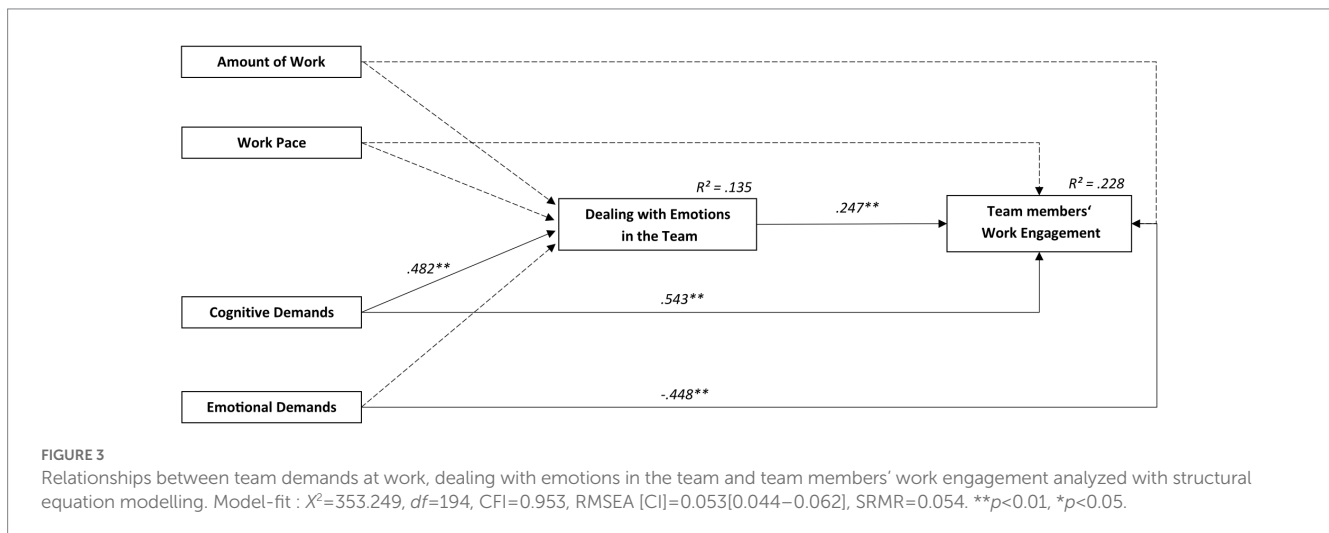 Amount of Work
Work Pace
R² = .135
R² = .228
Dealing with Emotions
in the Team
.247**
Team members‘
Work Engagement
.482**
.543**
Cognitive Demands
-.448**
Emotional Demands
FIGURE 3
Relationships between team demands at work, dealing with emotions in the team and team members’ work engagement analyzed with structural
equation modelling. Model-fit : X²=353.249, df=194, CFI=0.953, RMSEA [CI]=0.053[0.044–0.062], SRMR=0.054. **p<0.01, *p<0.05.